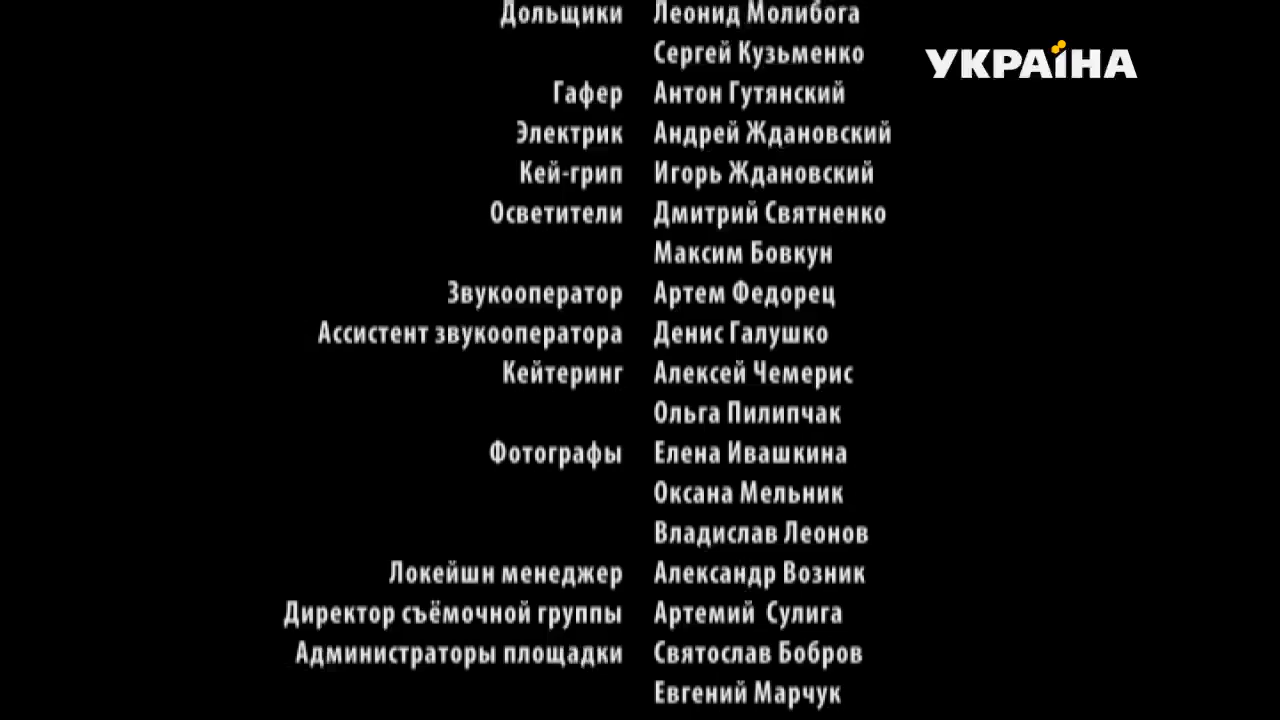 Дольщики Леонид Молибога
Сергей Кузьменко
УКРАЇНА
Гафер Антон Гутянский
Электрик Андрей Ждановский
Кей-грип Игорь Ждановский
Осветители Дмитрий Святненко
Максим Бовкун
Звукооператор Артем Федорец
Ассистент звукооператора Денис Галушко
Кейтеринг Алексей Чемерис
Ольга Пилипчак
Фотографы Елена Ивашкина
Оксана Мельник
Владислав Леонов
Локейшн менеджер Александр Возник
Директор съёмочной группы Артемий Сулига
Администраторы площадки Святослав Бобров
Евгений Марчук